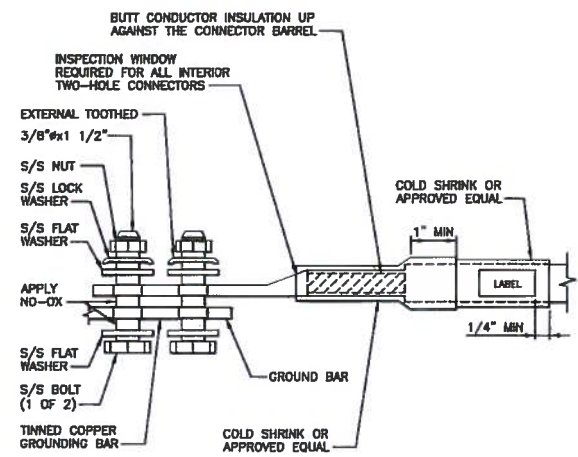 BUTT CONDUCTOR INSULATION UP
AGAINST THE CONNECTOR BARREL
INSPECTION WINDOW
REQUIRED FOR ALL INTERIOR
TWO-HOLE CONNECTORS
EXTERNAL TOOTHED
3/8"øx1 1/2"
S/S NUT
S/S LOCK
WASHER
S/S FLAT
WASHER
APPLY
NO-OX
S/S FLAT
WASHER
S/S BOLT
(1 OF 2)
TINNED COPPER
GROUNDING BAR
COLD SHRINK OR
APPROVED EQUAL
1" MIN
LABEL
1/4" MIN
GROUND BAR
COLD SHRINK OR
APPROVED EQUAL